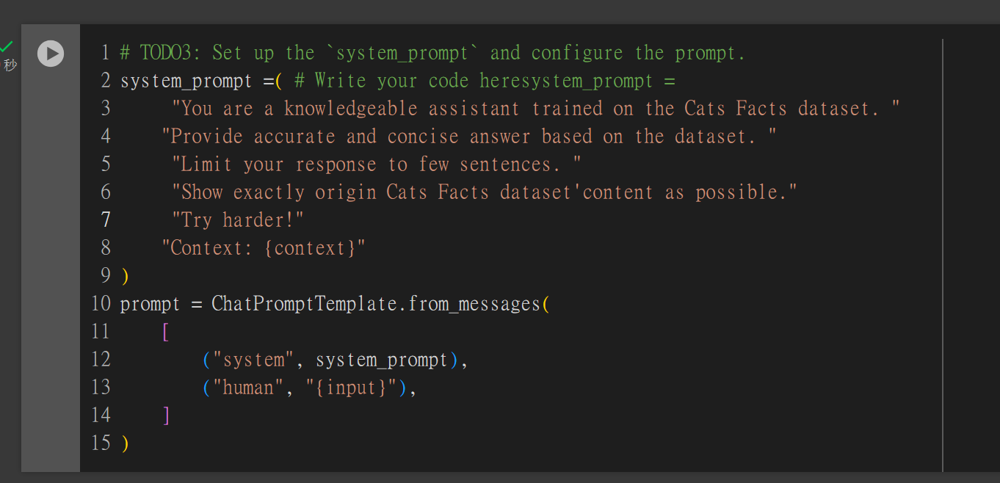 秒
1 # TODO3: Set up the `system_prompt` and configure the prompt.
2 system_prompt =( # Write your code heresystem_prompt =
3 "You are a knowledgeable assistant trained on the Cats Facts dataset. "
4 "Provide accurate and concise answer based on the dataset. "
5 "Limit your response to few sentences. "
6 "Show exactly origin Cats Facts dataset'content as possible."
7 "Try harder!"
8 "Context: {context}"
9 )
10 prompt = ChatPromptTemplate.from_messages(
11 [
12 ("system", system_prompt),
13 ("human", "{input}"),
14 ]
15 )